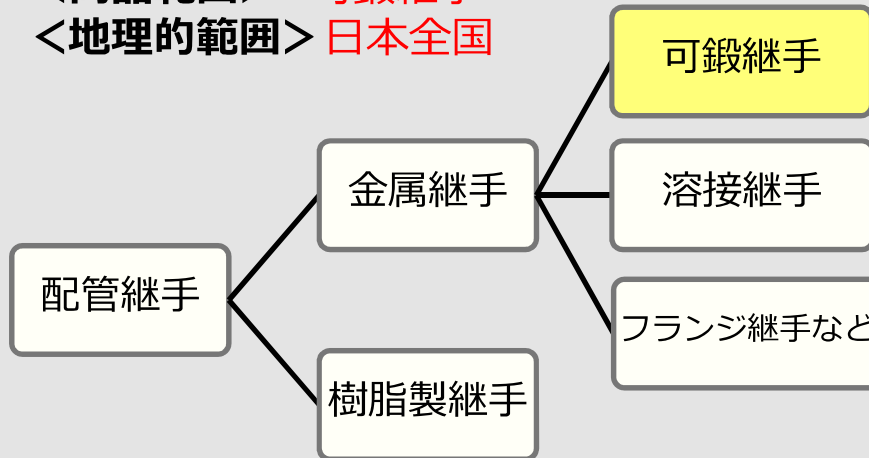 ＜地理的範囲＞日本全国
可鍛継手
金属継手
溶接継手
配管継手
フランジ継手など
樹脂製継手